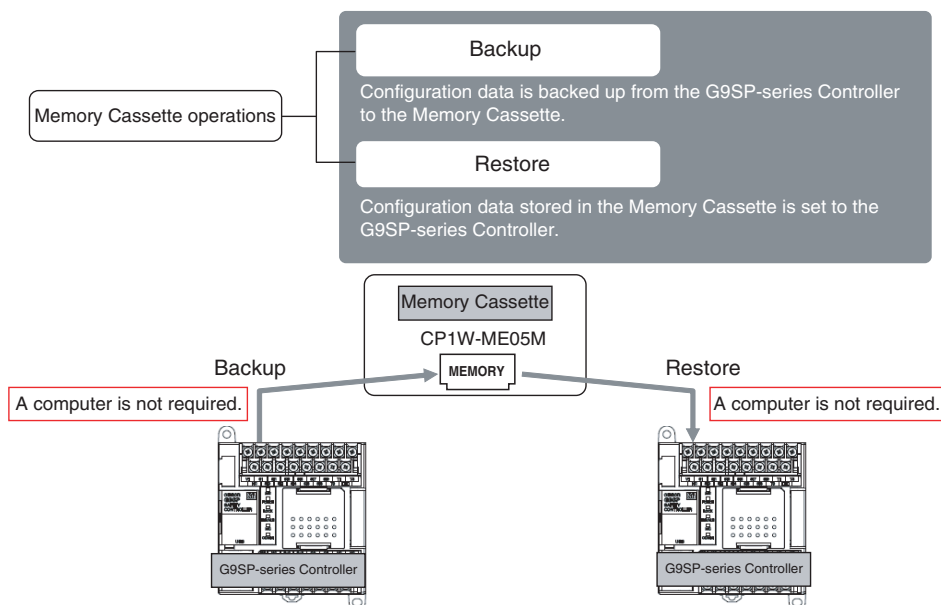 Backup
Configuration data is backed up from the G9SP-series Controller
to the Memory Cassette.
Memory Cassette operations
Restore
Configuration data stored in the Memory Cassette is set to the
G9SP-series Controller.
Memory Cassette
CP1W-ME05M
MEMORY
Backup
Restore
A computer is not required.
A computer is not required.
G9SP-series Controller
G9SP-series Controller